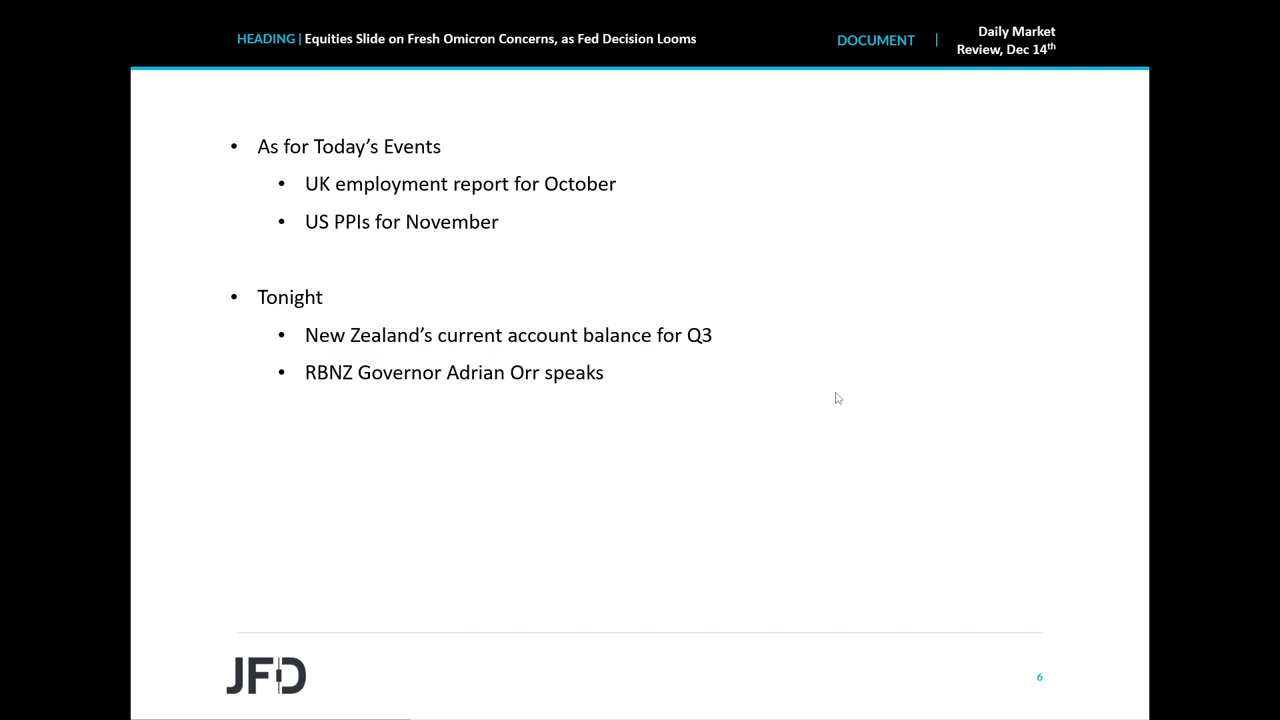 HEADING | Equities Slide on Fresh Omicron Concerns, as Fed Decision Looms
DOCUMENT | Daily Market
Review, Dec 14th
• As for Today’s Events
• UK employment report for October
• US PPIs for November
• Tonight
• New Zealand’s current account balance for Q3
• RBNZ Governor Adrian Orr speaks
JFD
6